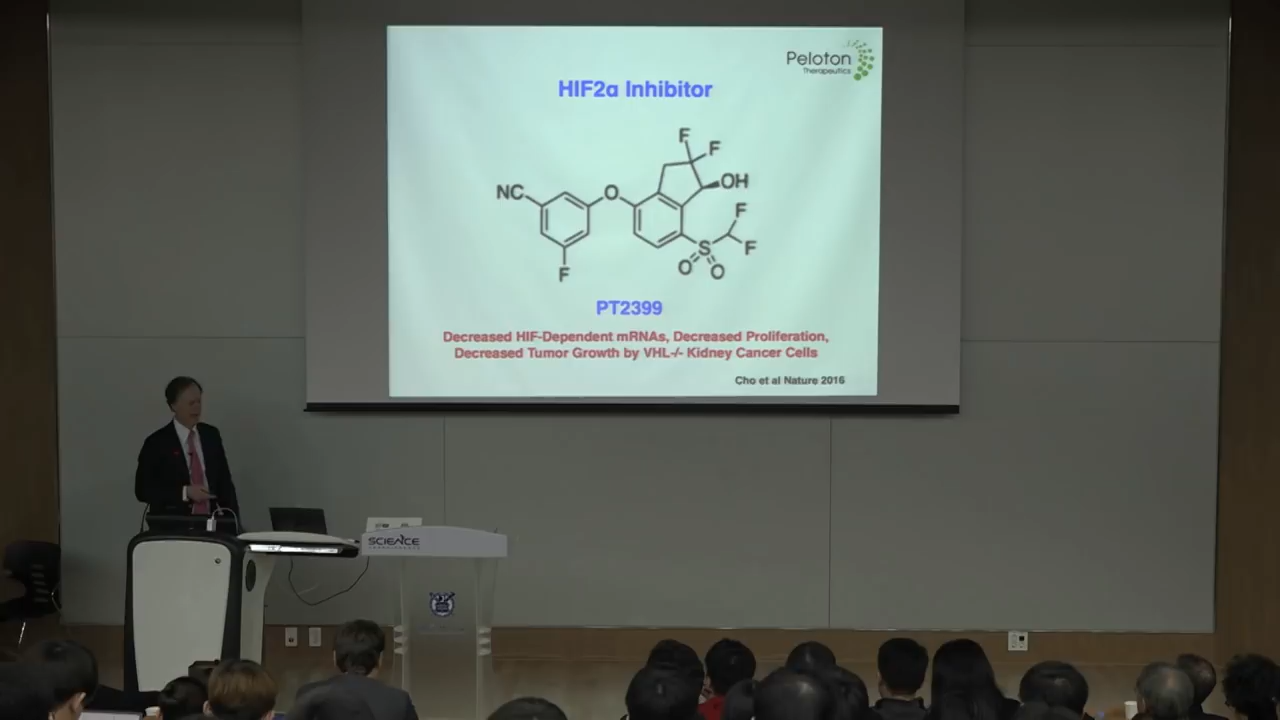 Peloton
Therapeutics
HIF2α Inhibitor
F
F
NC
O
OH
F
F
F
S
O
O
PT2399
Decreased HIF-Dependent mRNAs, Decreased Proliferation,
Decreased Tumor Growth by VHL-/- Kidney Cancer Cells
Cho et al Nature 2016
SCIENCE